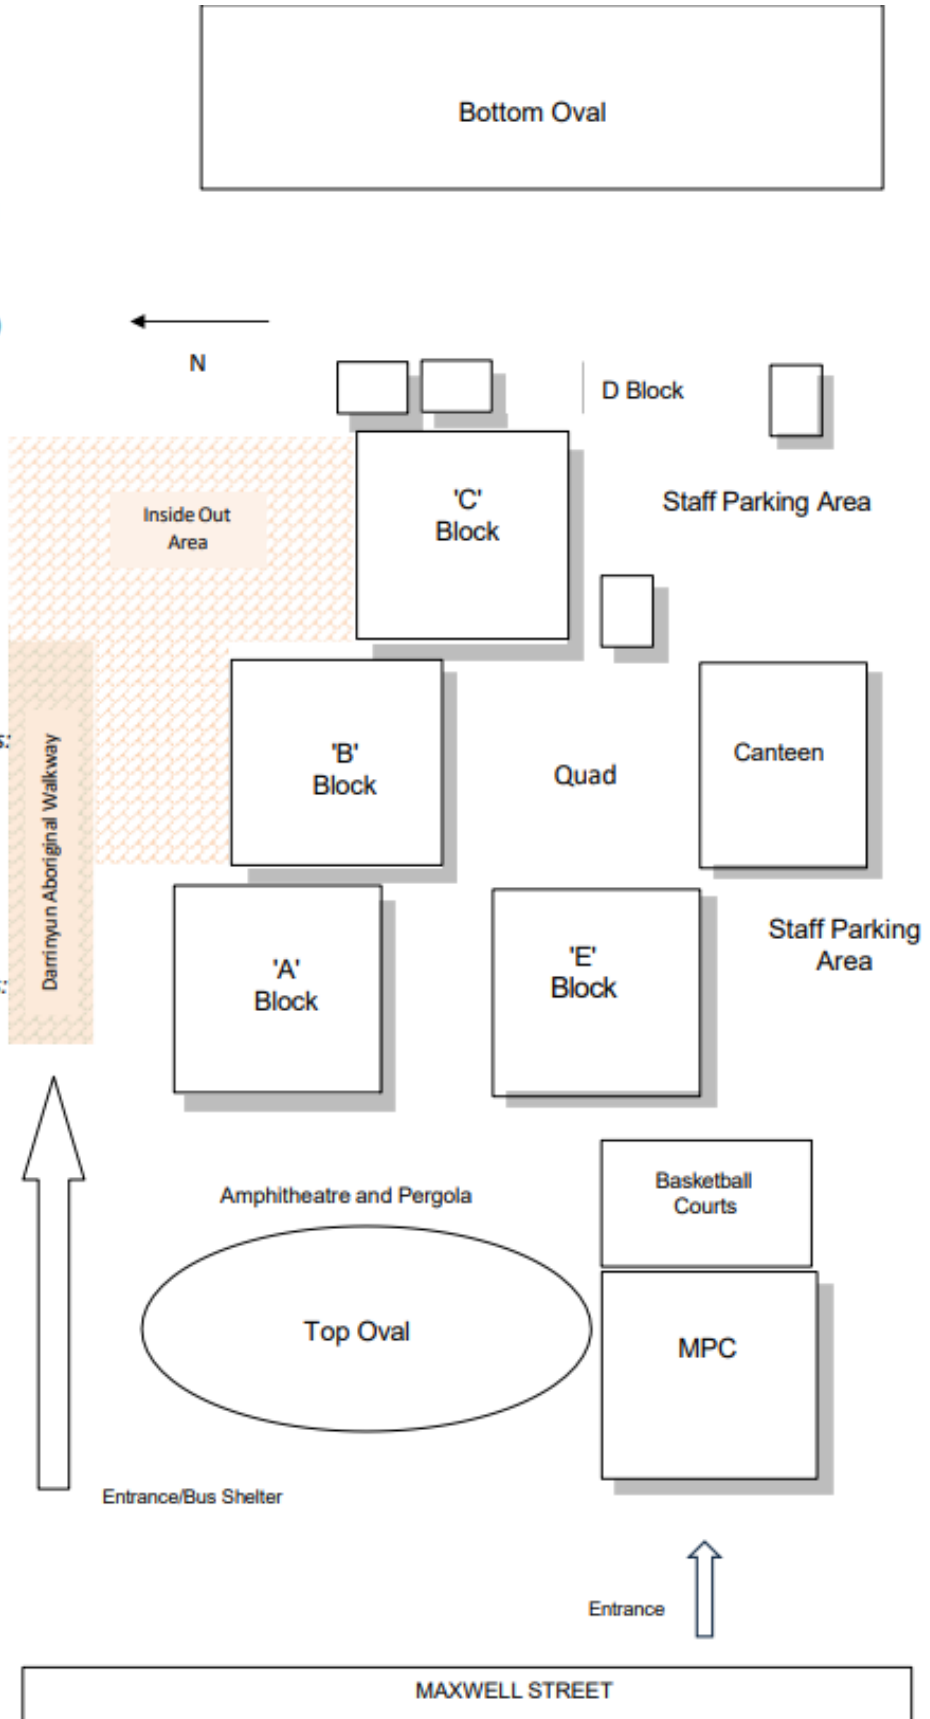 Bottom Oval
N
D Block
'C'
Block
Staff Parking Area
Inside Out
Area
'B'
Block
Quad
Canteen
Darrinyun Aboriginal Walkway
'A'
Block
'E'
Block
Staff Parking
Area
Amphitheatre and Pergola
Basketball
Courts
Top Oval
MPC
Entrance/Bus Shelter
Entrance
MAXWELL STREET